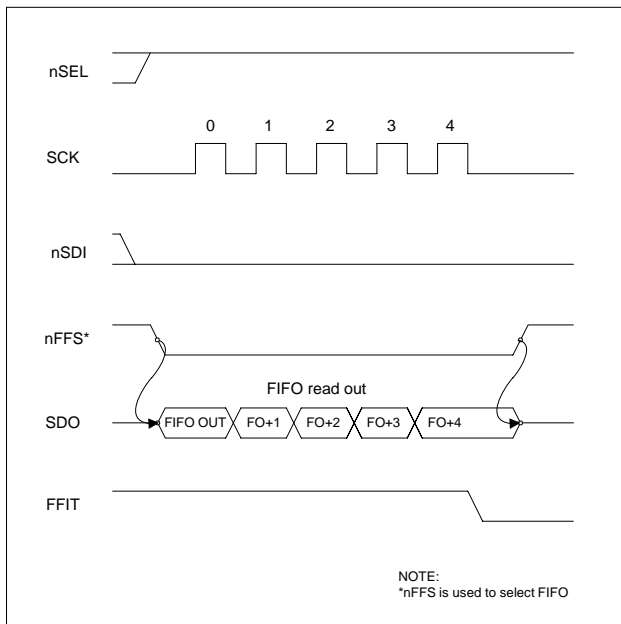 nSEL
0 1 2 3 4
SCK
nSDI
nFFS*
FIFO read out
SDO
FIFO OUT FO+1 FO+2 FO+3 FO+4
FFIT
NOTE:
*nFFS is used to select FIFO